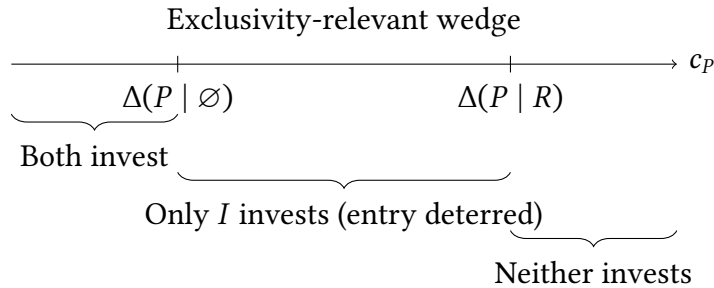 Exclusivity-relevant wedge
c_P
Δ(P | ∅) Δ(P | R)
Both invest
Only I invests (entry deterred)
Neither invests